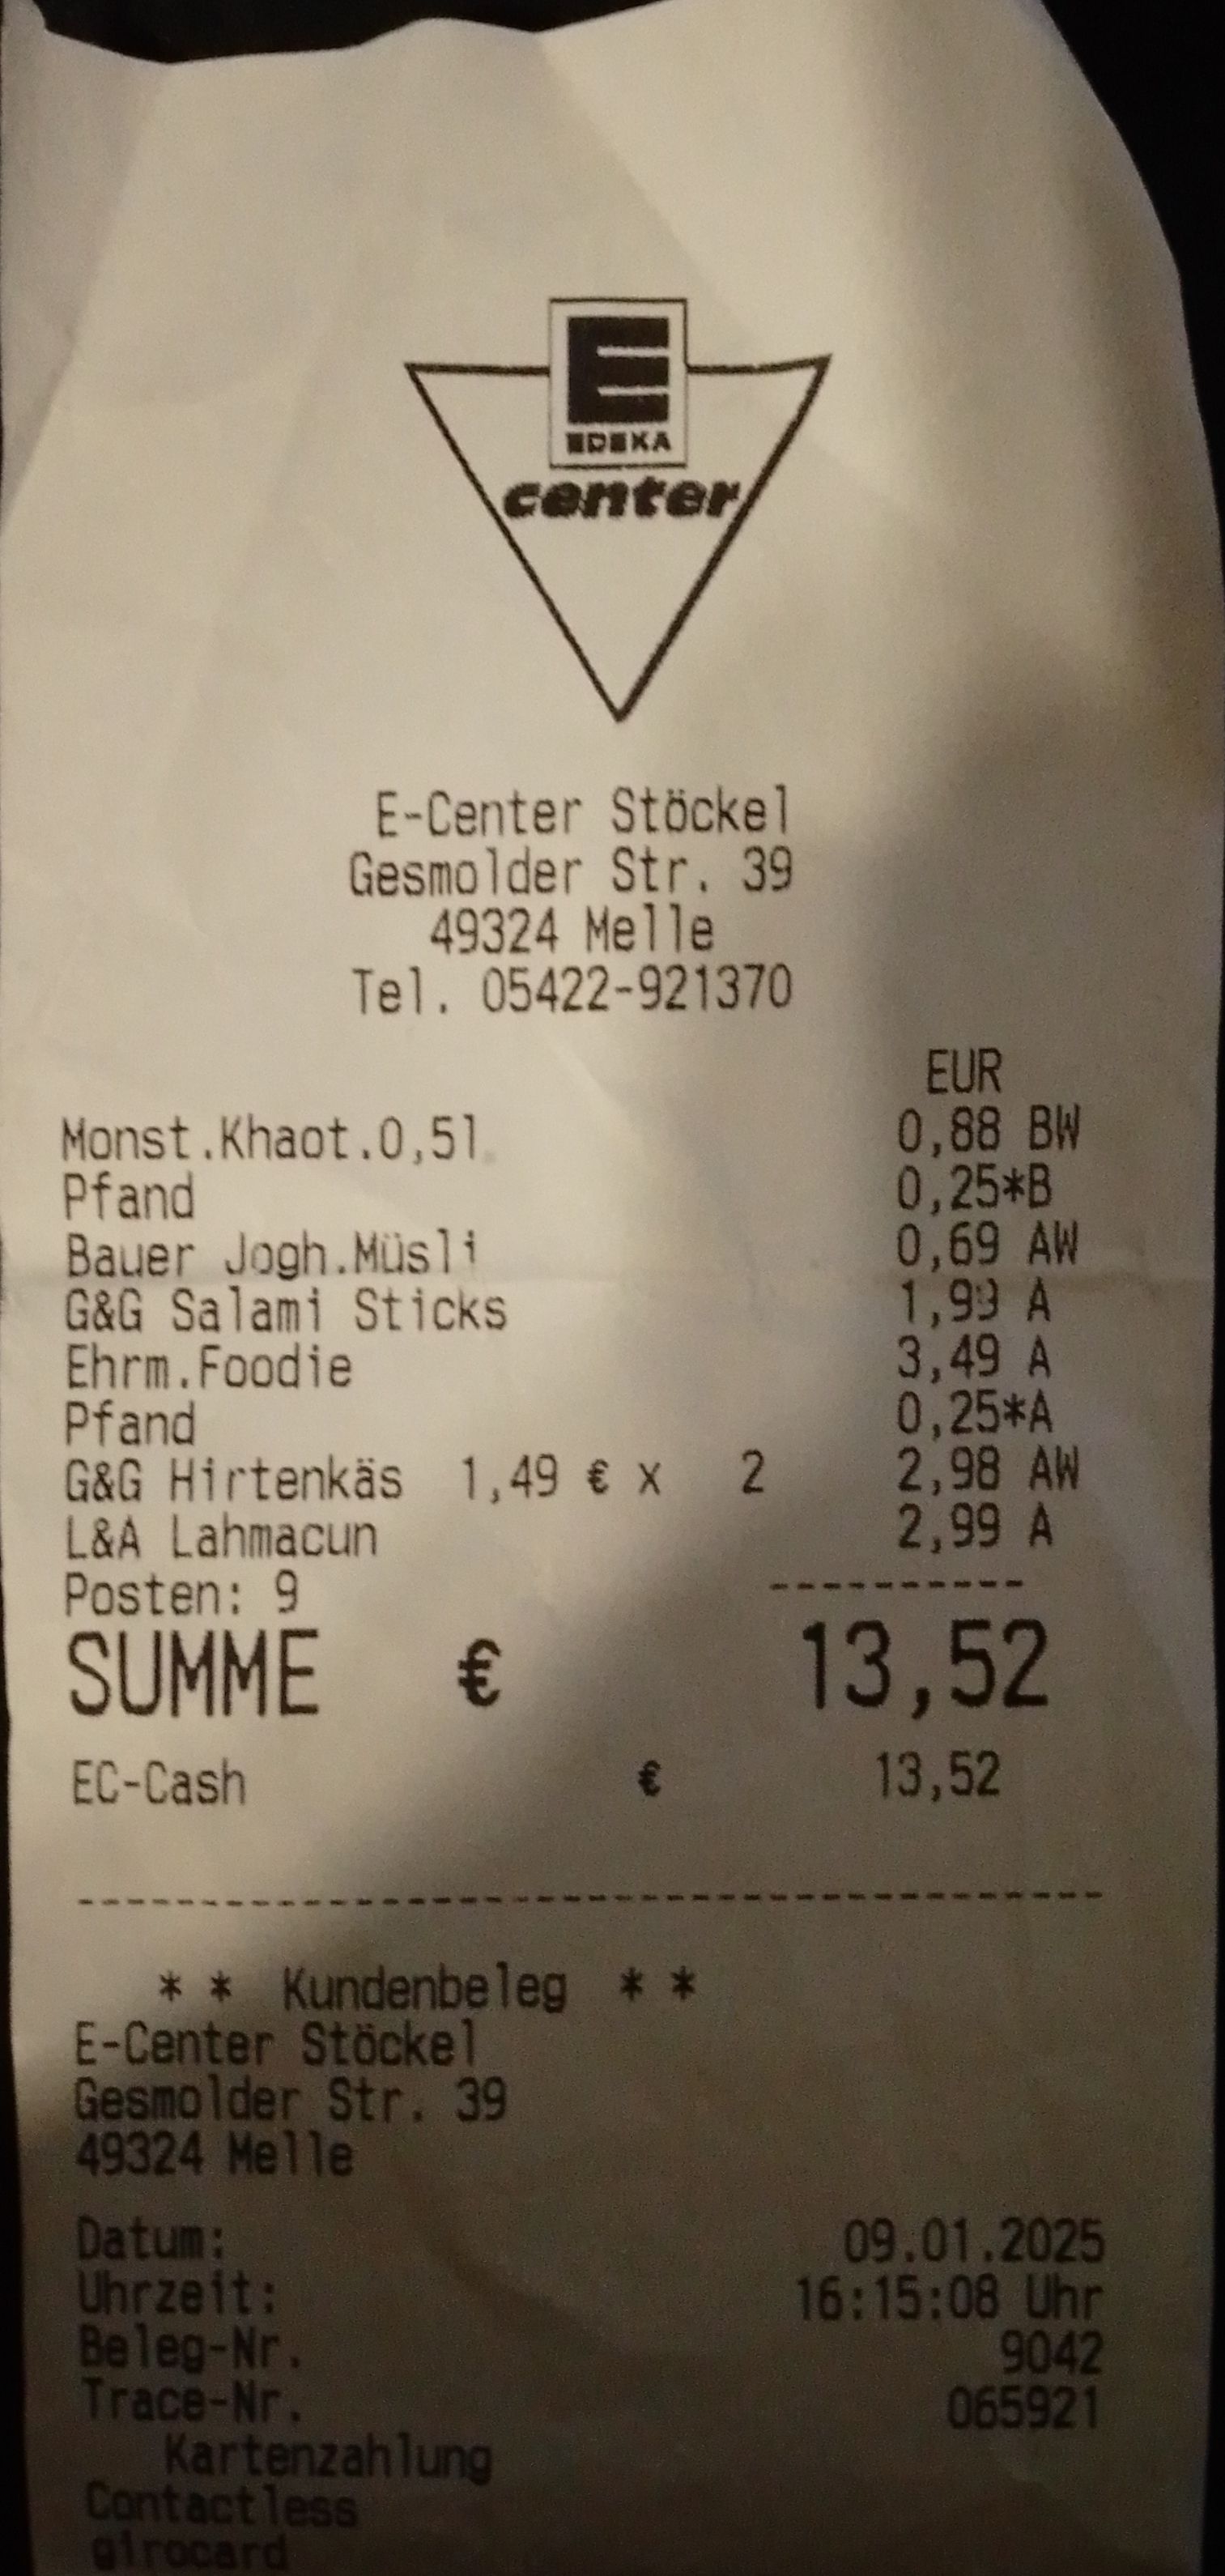 E
EDEKA
center
E-Center Stöckel
Gesmolder Str. 39
49324 Melle
Tel. 05422-921370
EUR
Monst.Khaot.0,5l 0,88 BW
Pfand 0,25*B
Bauer Jogh.Müsli 0,69 AW
G&G Salami Sticks 1,99 A
Ehrm.Foodie 3,49 A
Pfand 0,25*A
G&G Hirtenkäs 1,49 € x 2 2,98 AW
L&A Lahmacun 2,99 A
Posten: 9 ----------
SUMME € 13,52
EC-Cash € 13,52
---------------------------------------
* * Kundenbeleg * *
E-Center Stöckel
Gesmolder Str. 39
49324 Melle
Datum: 09.01.2025
Uhrzeit: 16:15:08 Uhr
Beleg-Nr. 9042
Trace-Nr. 065921
Kartenzahlung
Contactless
girocard